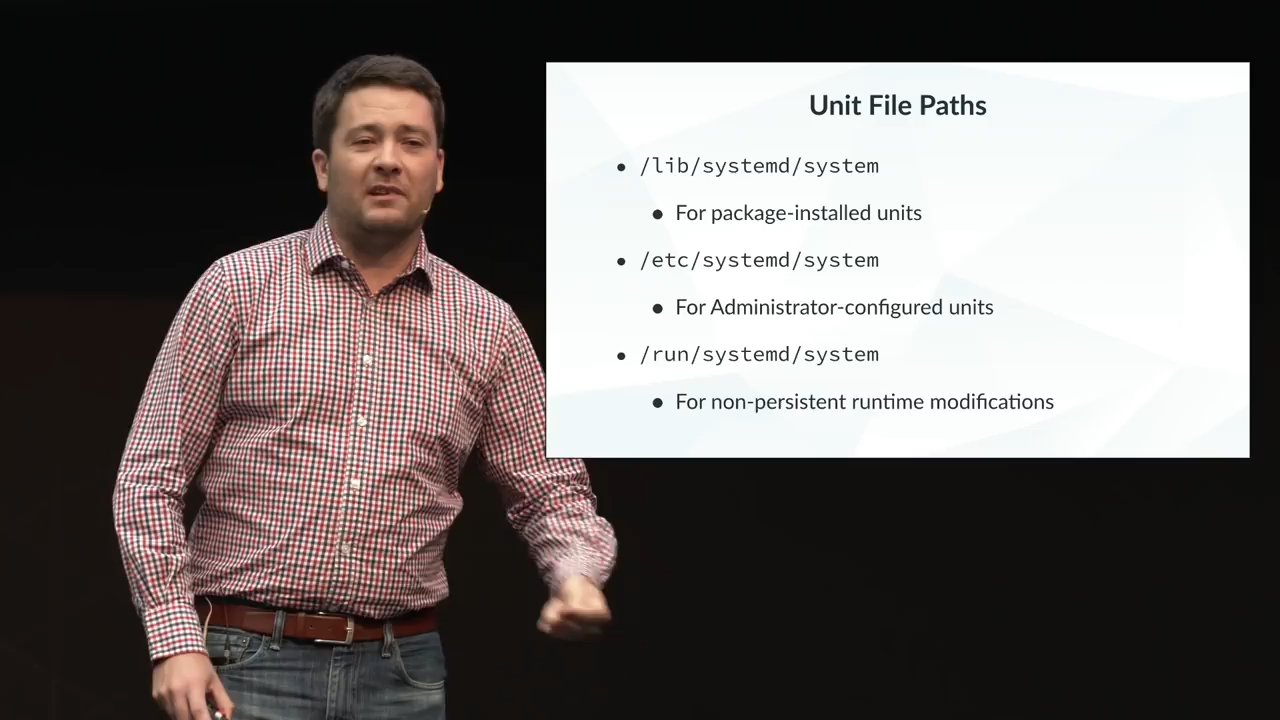 Unit File Paths
• /lib/systemd/system
• For package-installed units
• /etc/systemd/system
• For Administrator-configured units
• /run/systemd/system
• For non-persistent runtime modifications